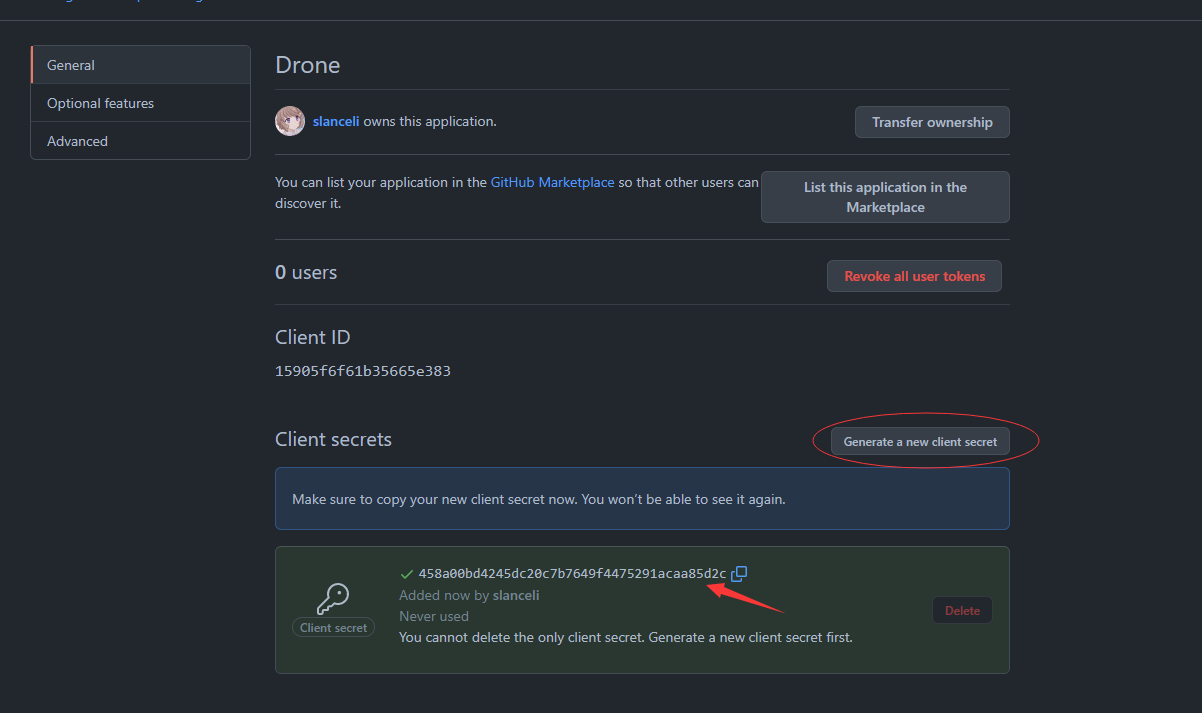 General
Optional features
Advanced
Drone
slanceli owns this application.
Transfer ownership
You can list your application in the GitHub Marketplace so that other users can
discover it.
List this application in the
Marketplace
0 users
Revoke all user tokens
Client ID
15905f6f61b35665e383
Client secrets
Generate a new client secret
Make sure to copy your new client secret now. You won’t be able to see it again.
458a00bd4245dc20c7b7649f4475291acaa85d2c
Added now by slanceli
Never used
Client secret
You cannot delete the only client secret. Generate a new client secret first.
Delete